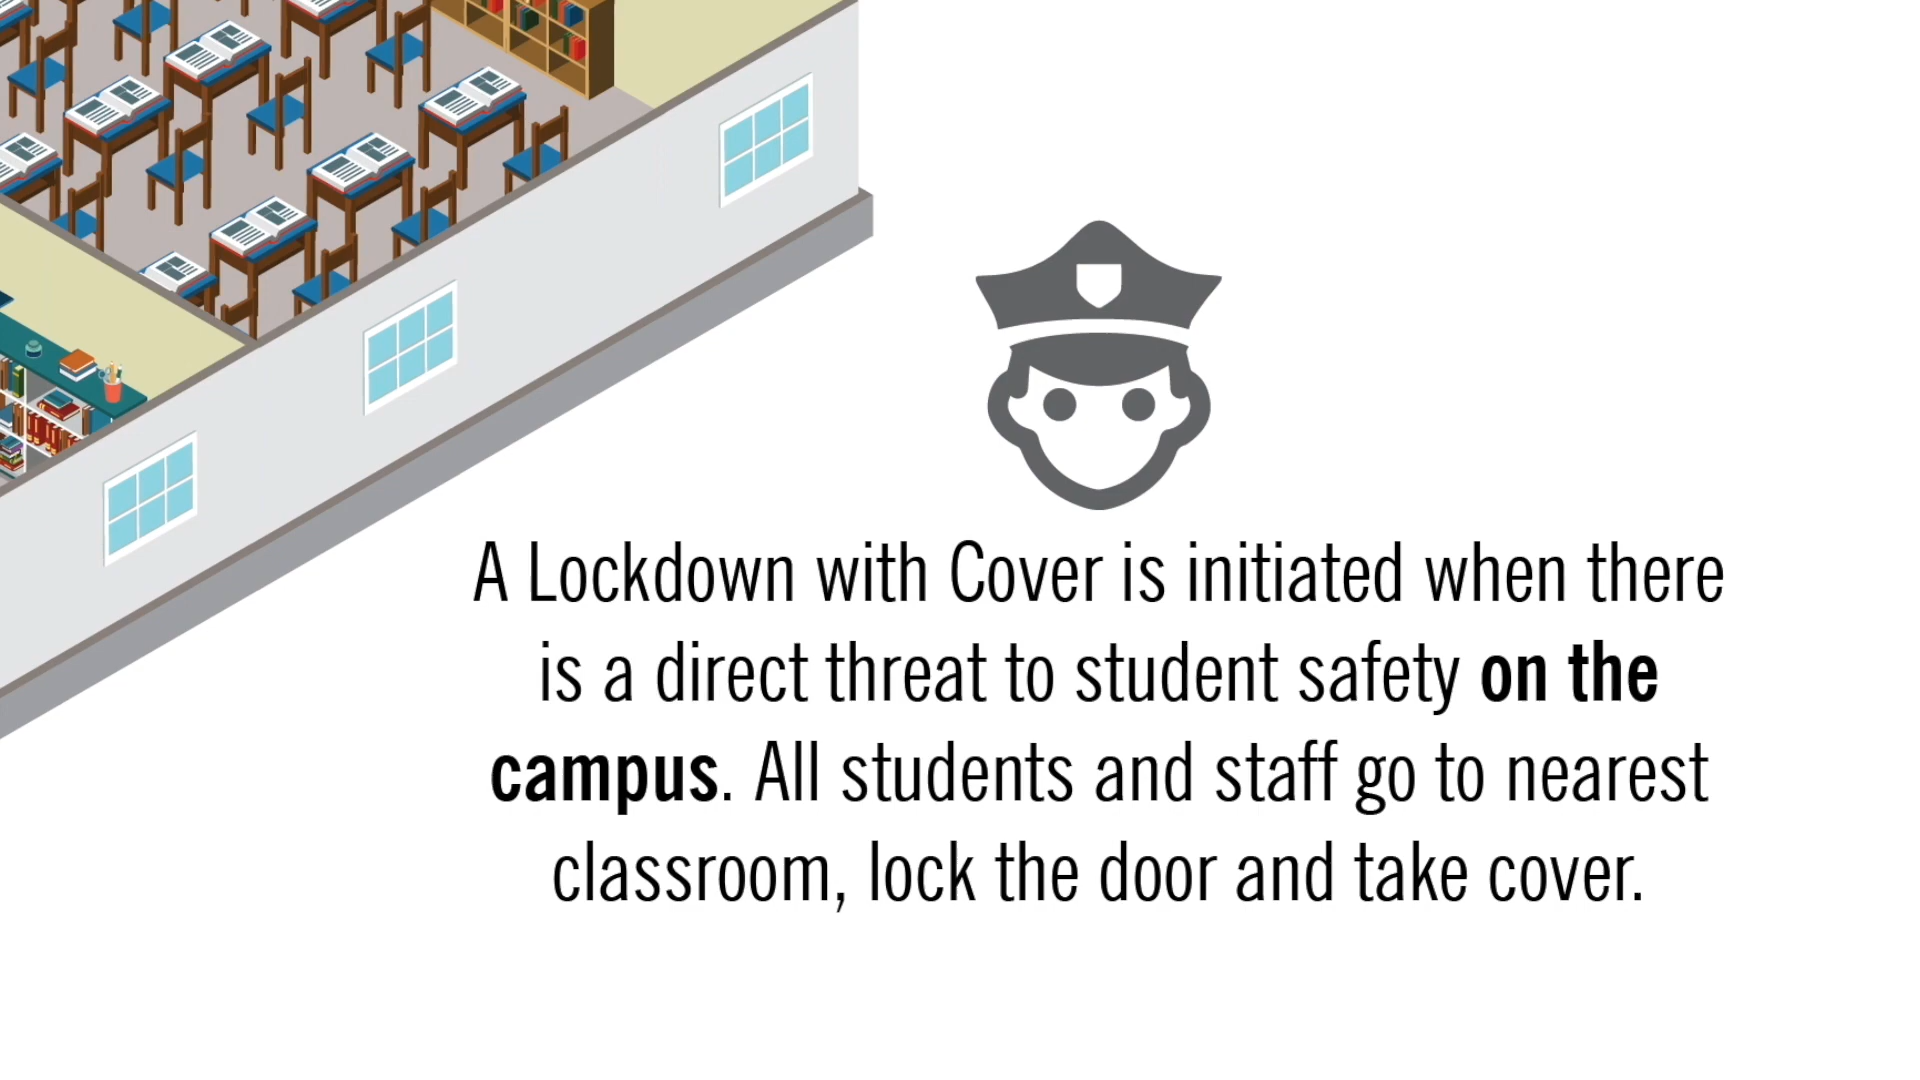 A Lockdown with Cover is initiated when there
is a direct threat to student safety on the
campus. All students and staff go to nearest
classroom, lock the door and take cover.